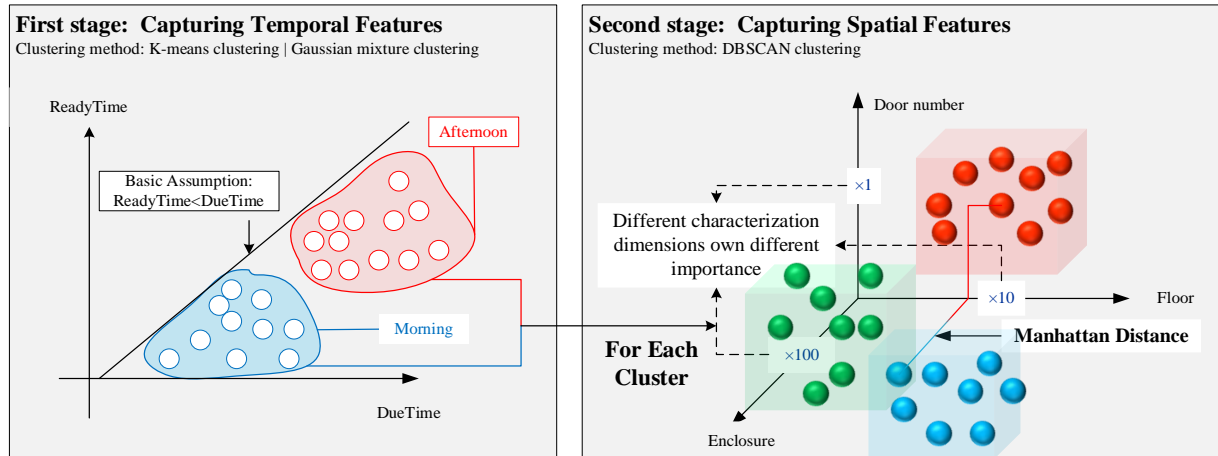 First stage:  Capturing Temporal Features
Clustering method: K-means clustering | Gaussian mixture clustering
ReadyTime
Afternoon
Basic Assumption:
ReadyTime<DueTime
Morning
DueTime
Second stage:  Capturing Spatial Features
Clustering method: DBSCAN clustering
Door number
×1
Different characterization
dimensions own different
importance
×10
Floor
Manhattan Distance
×100
For Each
Cluster
Enclosure